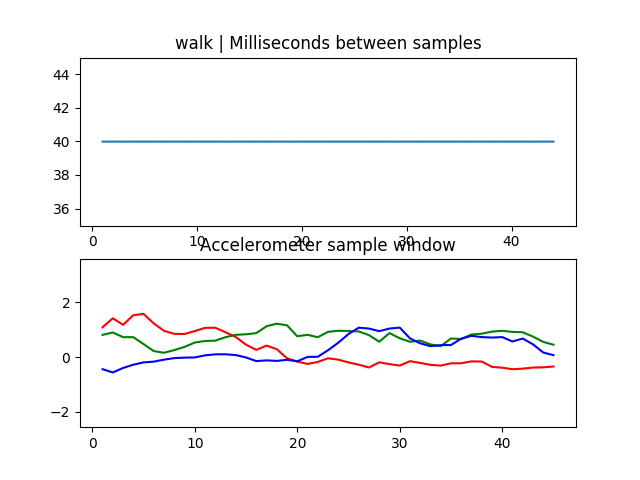 walk | Milliseconds between samples
44
42
40
38
36
0 10 20 30 40
Accelerometer sample window
2
0
−2
0 10 20 30 40